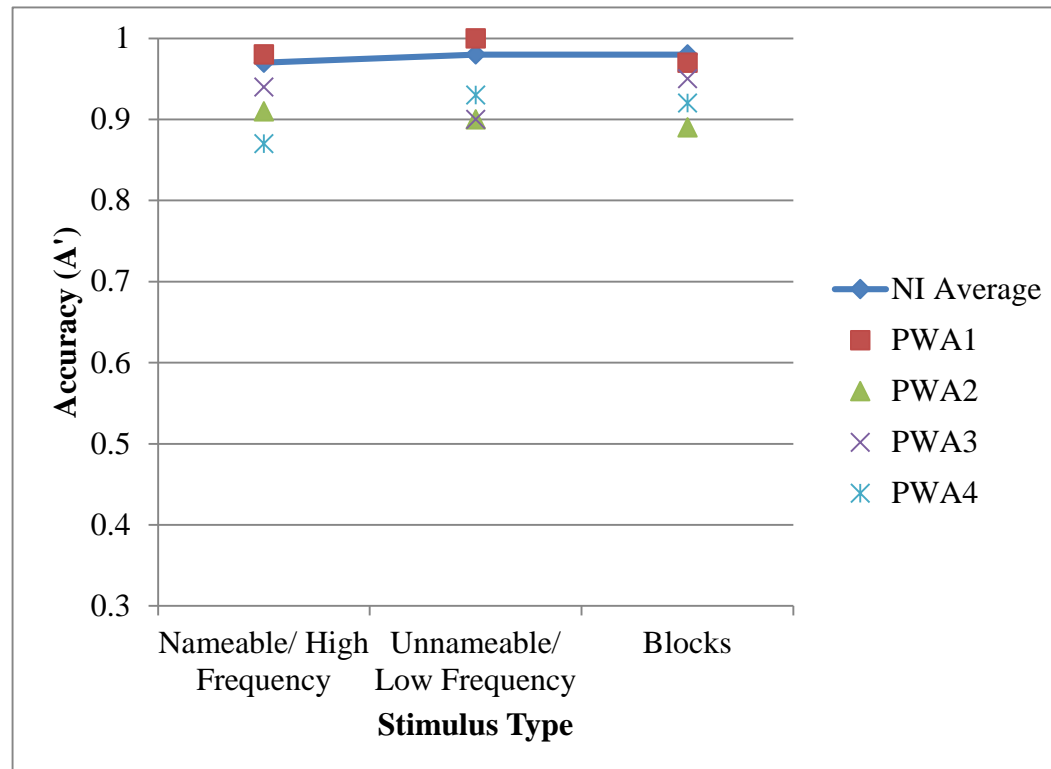 1
0.9
0.8
0.7
0.6
0.5
0.4
0.3
Accuracy (A')
Nameable/ High
Frequency
Unnameable/
Low Frequency
Blocks
Stimulus Type
NI Average
PWA1
PWA2
PWA3
PWA4